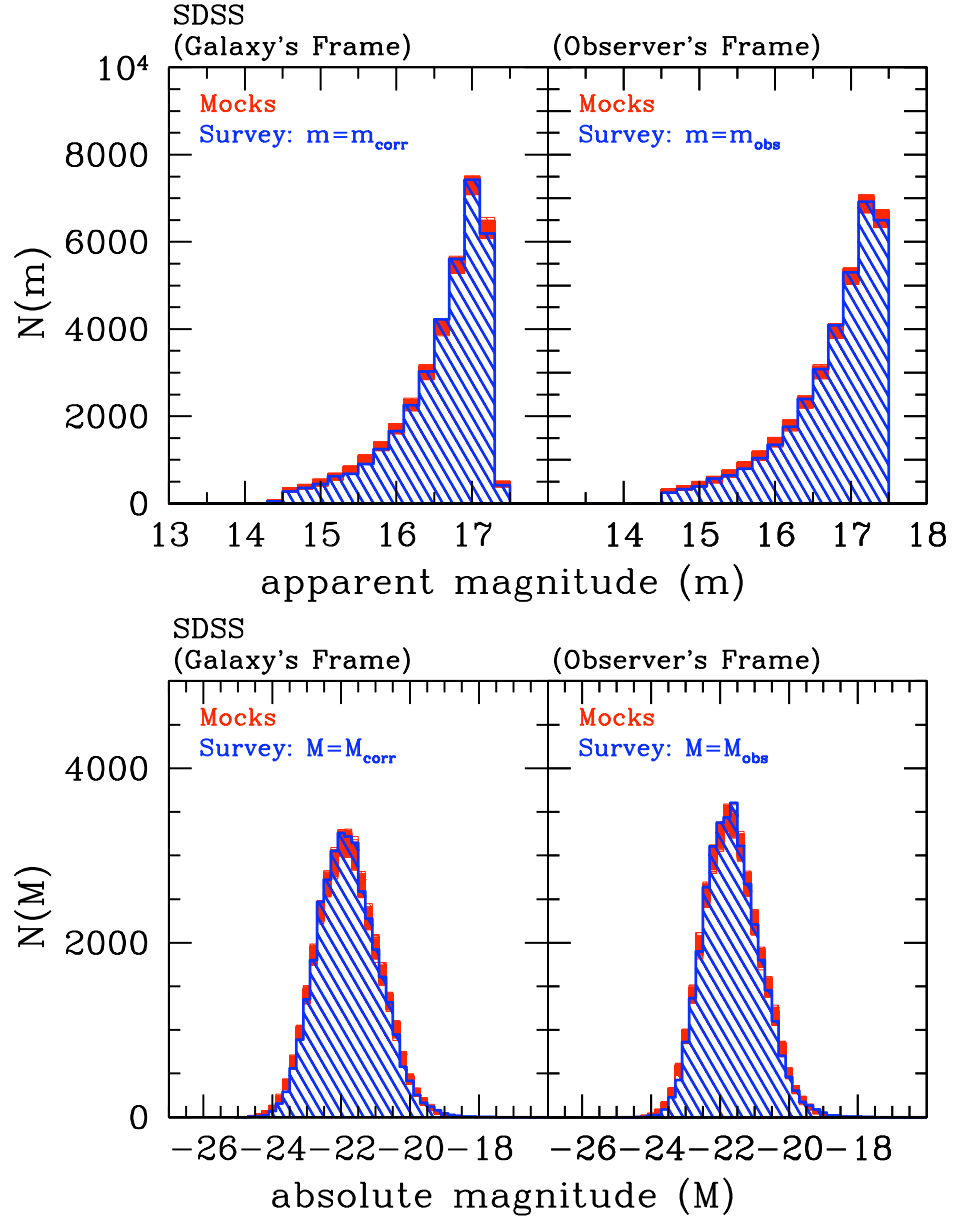 SDSS
(Galaxy's Frame) (Observer's Frame)
10⁴
8000
6000
4000
2000
0
N(m)
Mocks
Survey: m=m_corr
Mocks
Survey: m=m_obs
13 14 15 16 17 14 15 16 17 18
apparent magnitude (m)
SDSS
(Galaxy's Frame) (Observer's Frame)
4000
2000
0
N(M)
Mocks
Survey: M=M_corr
Mocks
Survey: M=M_obs
−26−24−22−20−18 −26−24−22−20−18
absolute magnitude (M)